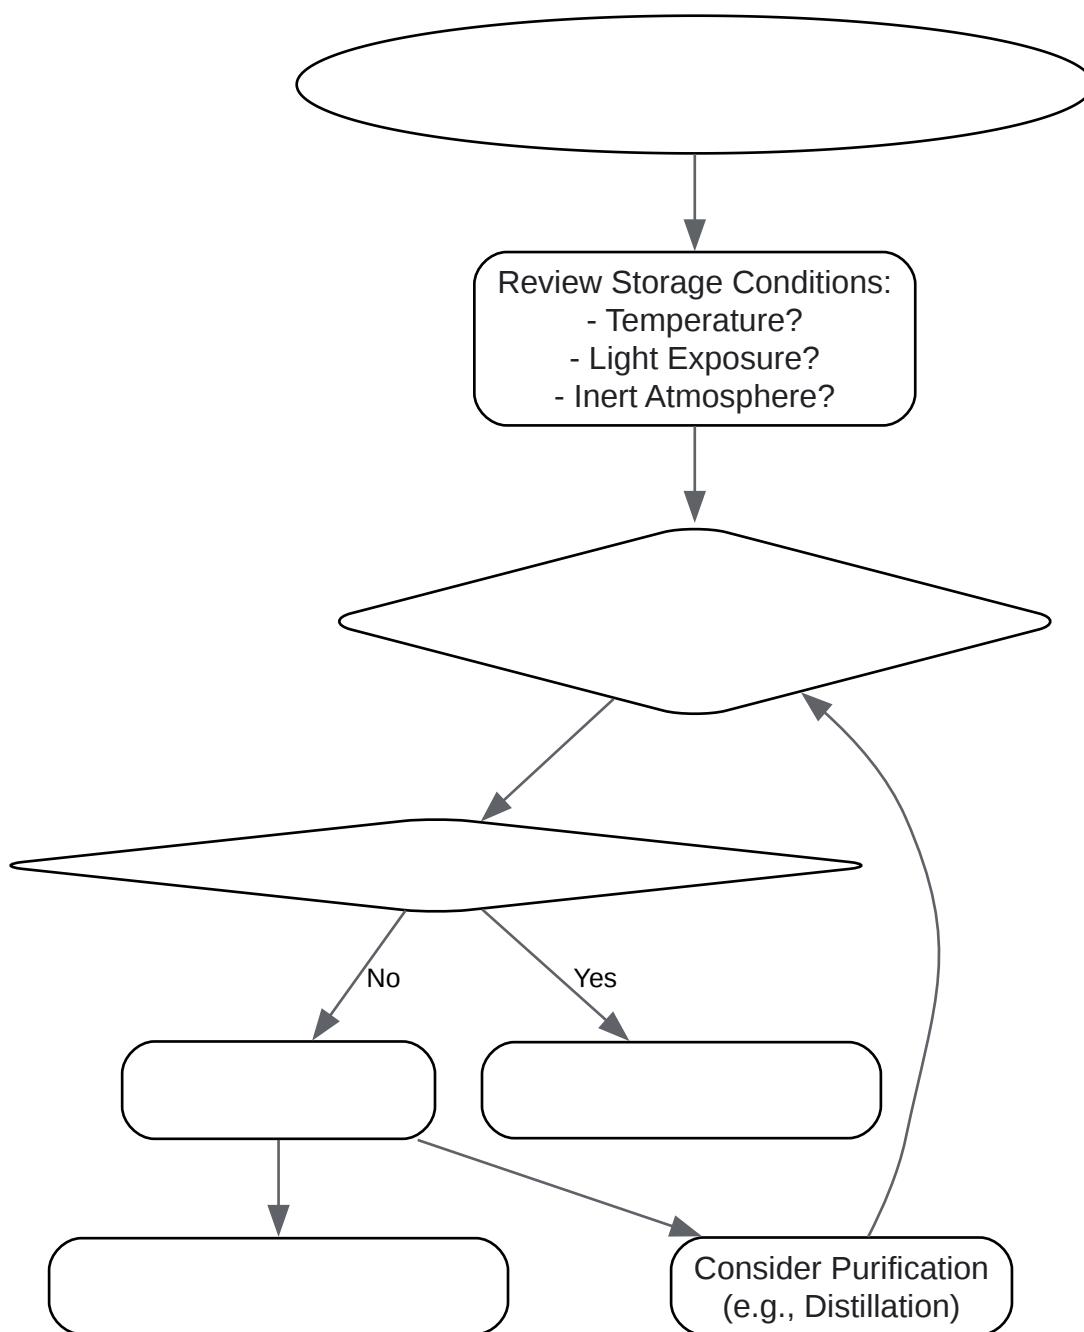 Review Storage Conditions:
- Temperature?
- Light Exposure?
- Inert Atmosphere?
No
Yes
Consider Purification
(e.g., Distillation)